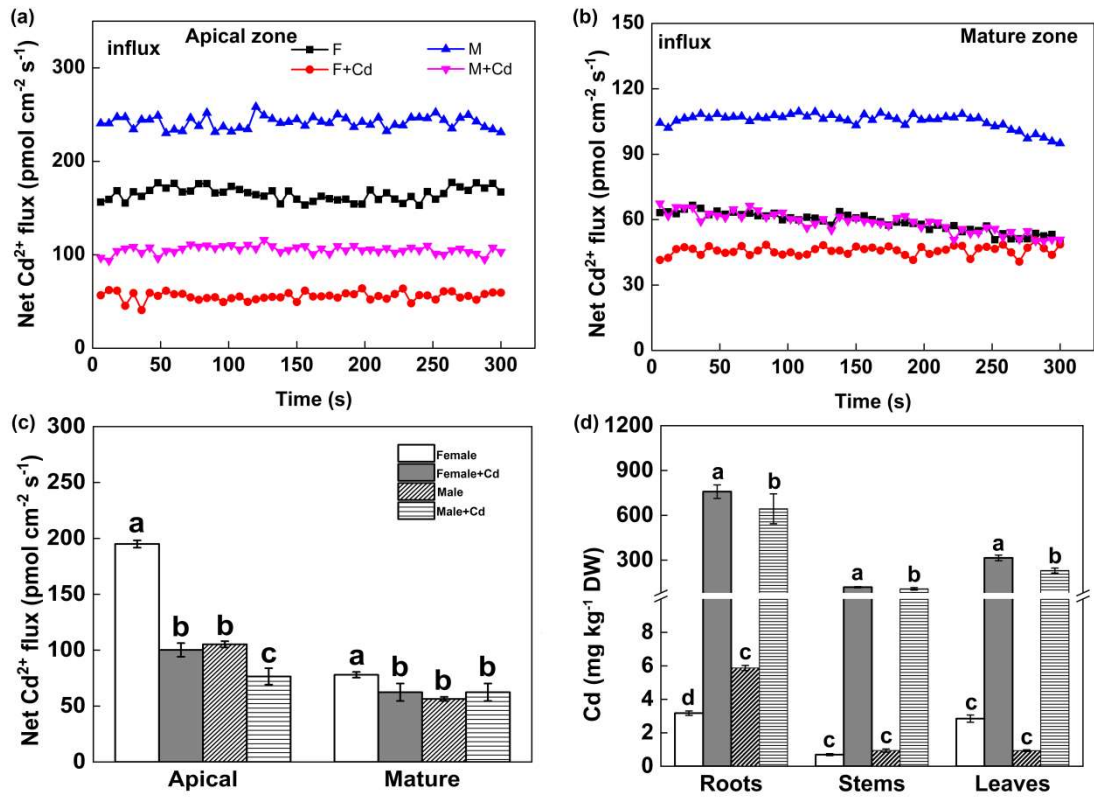 (a)
Apical zone
influx
F
M
F+Cd
M+Cd
Net Cd²⁺ flux (pmol cm⁻² s⁻¹)
300
200
100
0
0 50 100 150 200 250 300
Time (s)
(b)
influx
Mature zone
Net Cd²⁺ flux (pmol cm⁻² s⁻¹)
150
120
90
60
30
0
0 50 100 150 200 250 300
Time (s)
(c)
Female
Female+Cd
Male
Male+Cd
Net Cd²⁺ flux (pmol cm⁻² s⁻¹)
300
250
200
150
100
50
0
a b b c
a b b b
Apical Mature
(d)
Cd (mg kg⁻¹ DW)
1200
900
600
300
8
6
4
2
0
d a c b
c a c b
c a c b
Roots Stems Leaves